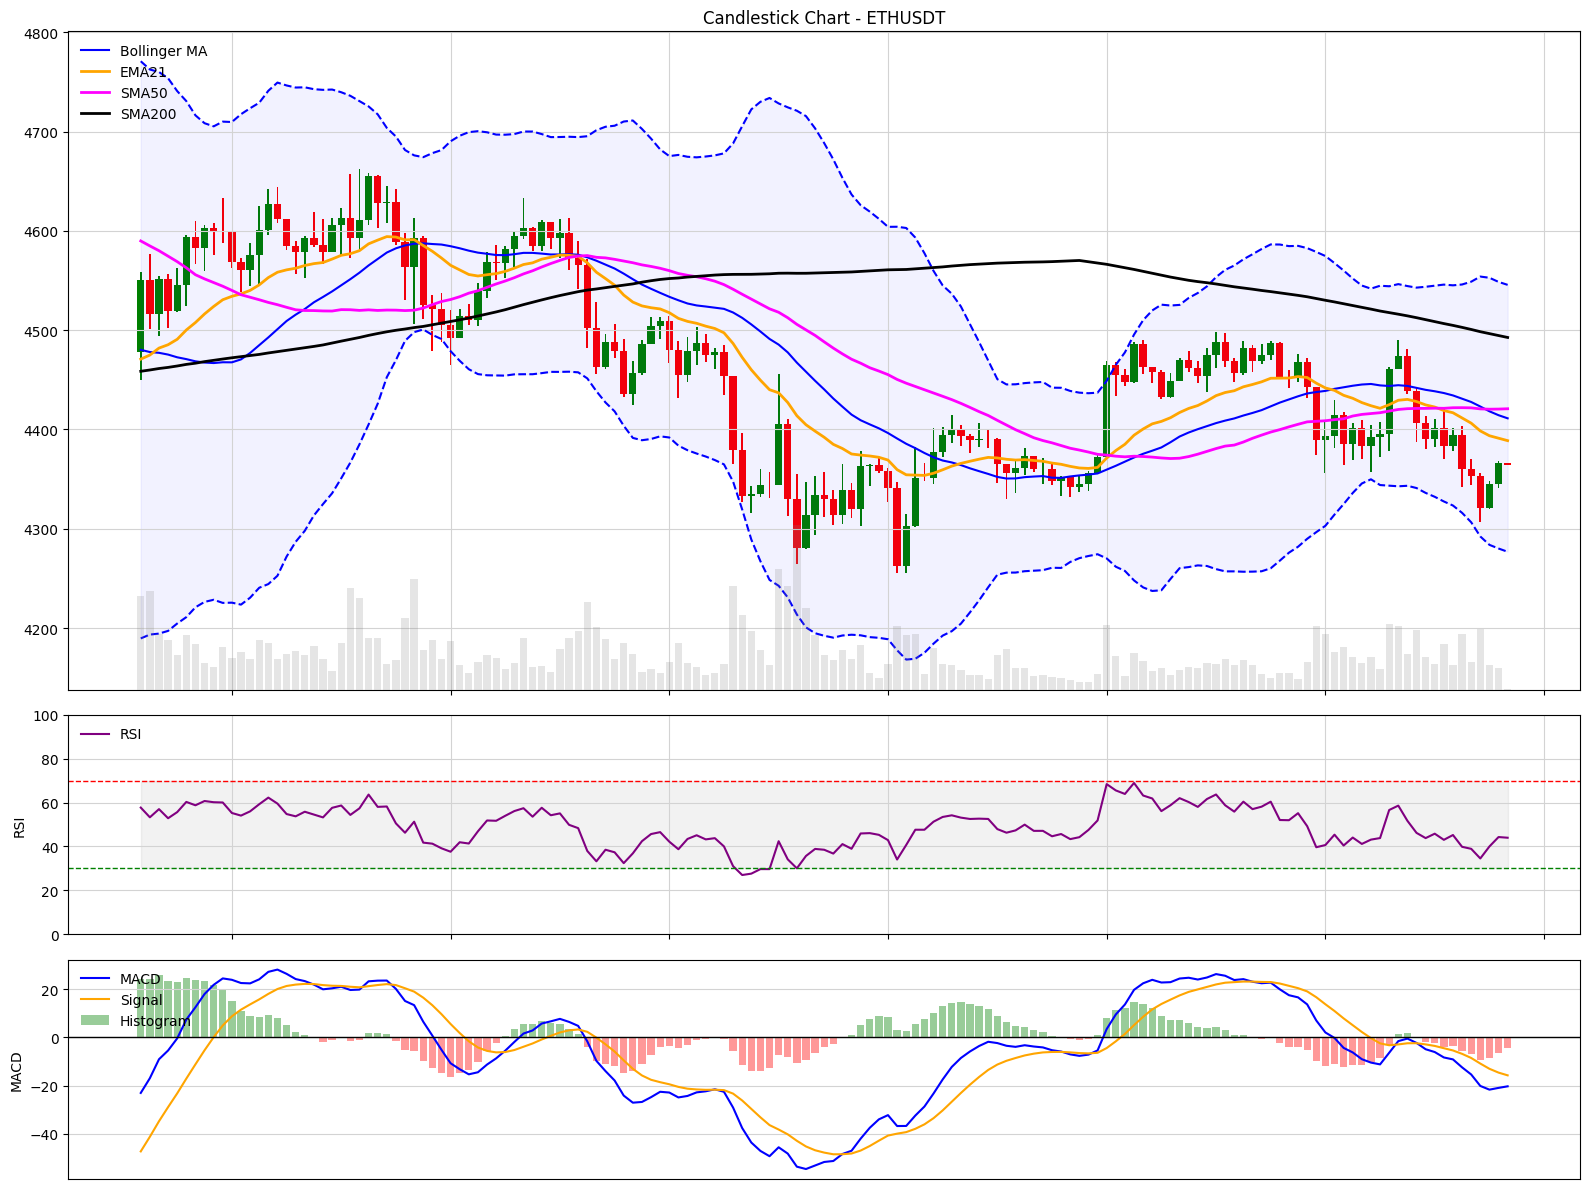 Candlestick Chart - ETHUSDT
4800
4700
4600
4500
4400
4300
4200
Bollinger MA
EMA21
SMA50
SMA200
100
80
60
40
20
0
RSI
RSI
20
0
−20
−40
MACD
MACD
Signal
Histogram